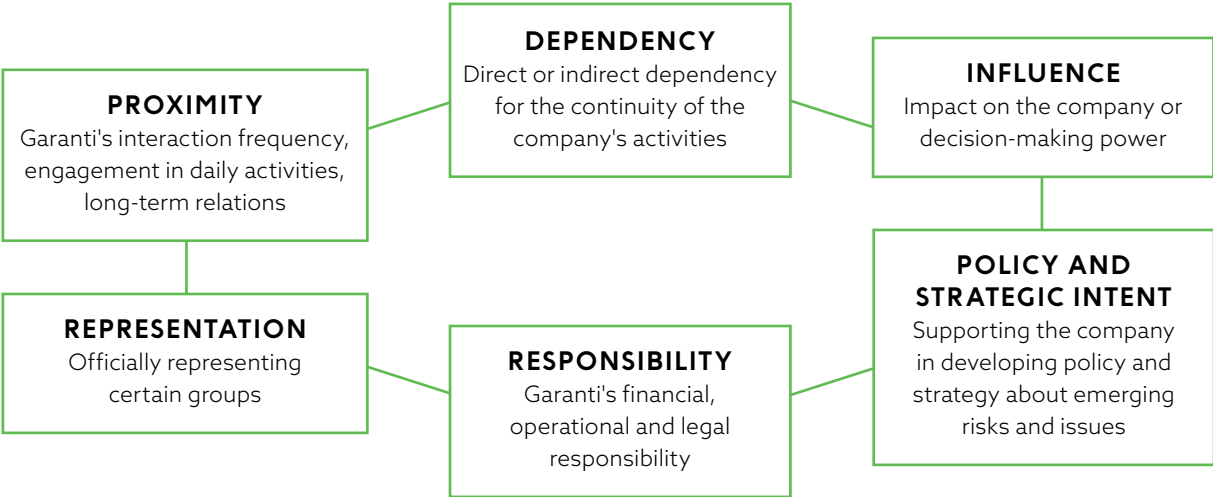 DEPENDENCY
Direct or indirect dependency
for the continuity of the
company's activities
INFLUENCE
Impact on the company or
decision-making power
PROXIMITY
Garanti's interaction frequency,
engagement in daily activities,
long-term relations
POLICY AND
STRATEGIC INTENT
Supporting the company
in developing policy and
strategy about emerging
risks and issues
REPRESENTATION
Officially representing
certain groups
RESPONSIBILITY
Garanti's financial,
operational and legal
responsibility